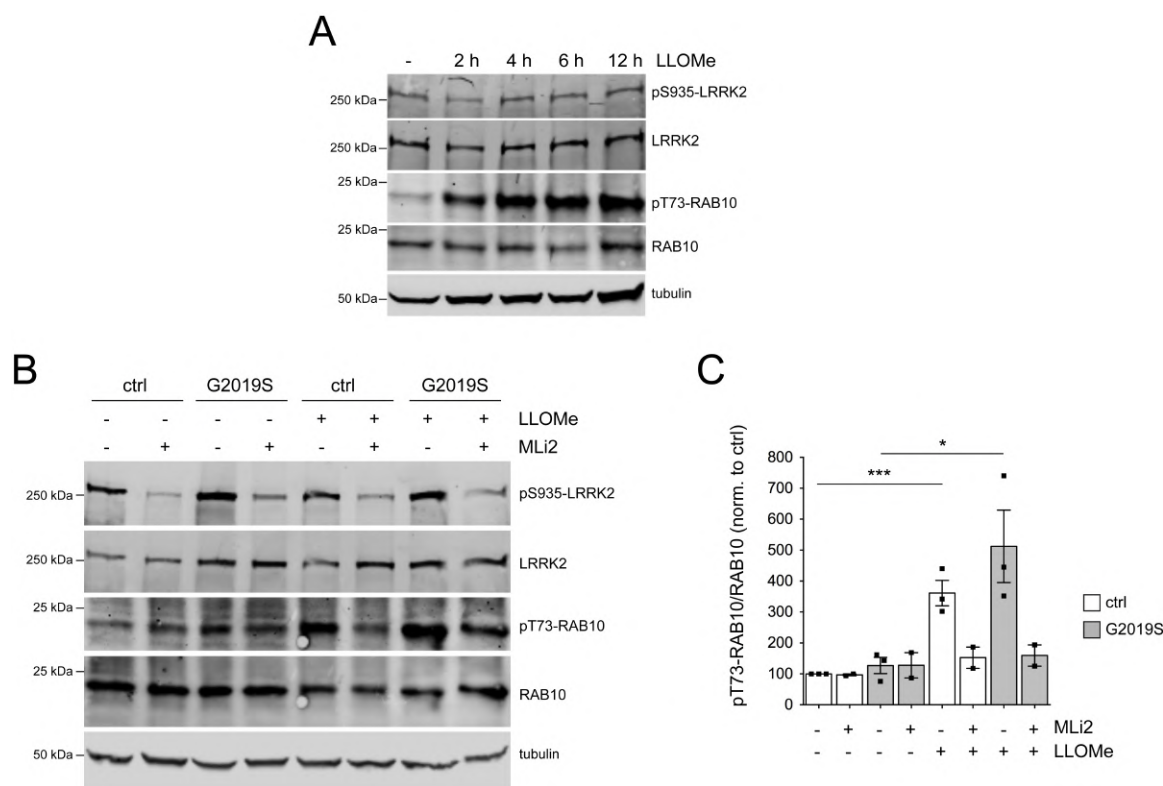 A
- 2 h 4 h 6 h 12 h LLOMe
250 kDa pS935-LRRK2
250 kDa LRRK2
25 kDa pT73-RAB10
25 kDa RAB10
50 kDa tubulin
B
ctrl G2019S ctrl G2019S
- - - - + + + + LLOMe
- + - + - + - + MLi2
250 kDa pS935-LRRK2
250 kDa LRRK2
25 kDa pT73-RAB10
25 kDa RAB10
50 kDa tubulin
C
pT73-RAB10/RAB10 (norm. to ctrl)
800
700
600
500
400
300
200
100
0
*
***
ctrl
G2019S
- + - + - + - + MLi2
- - - - + + + + LLOMe